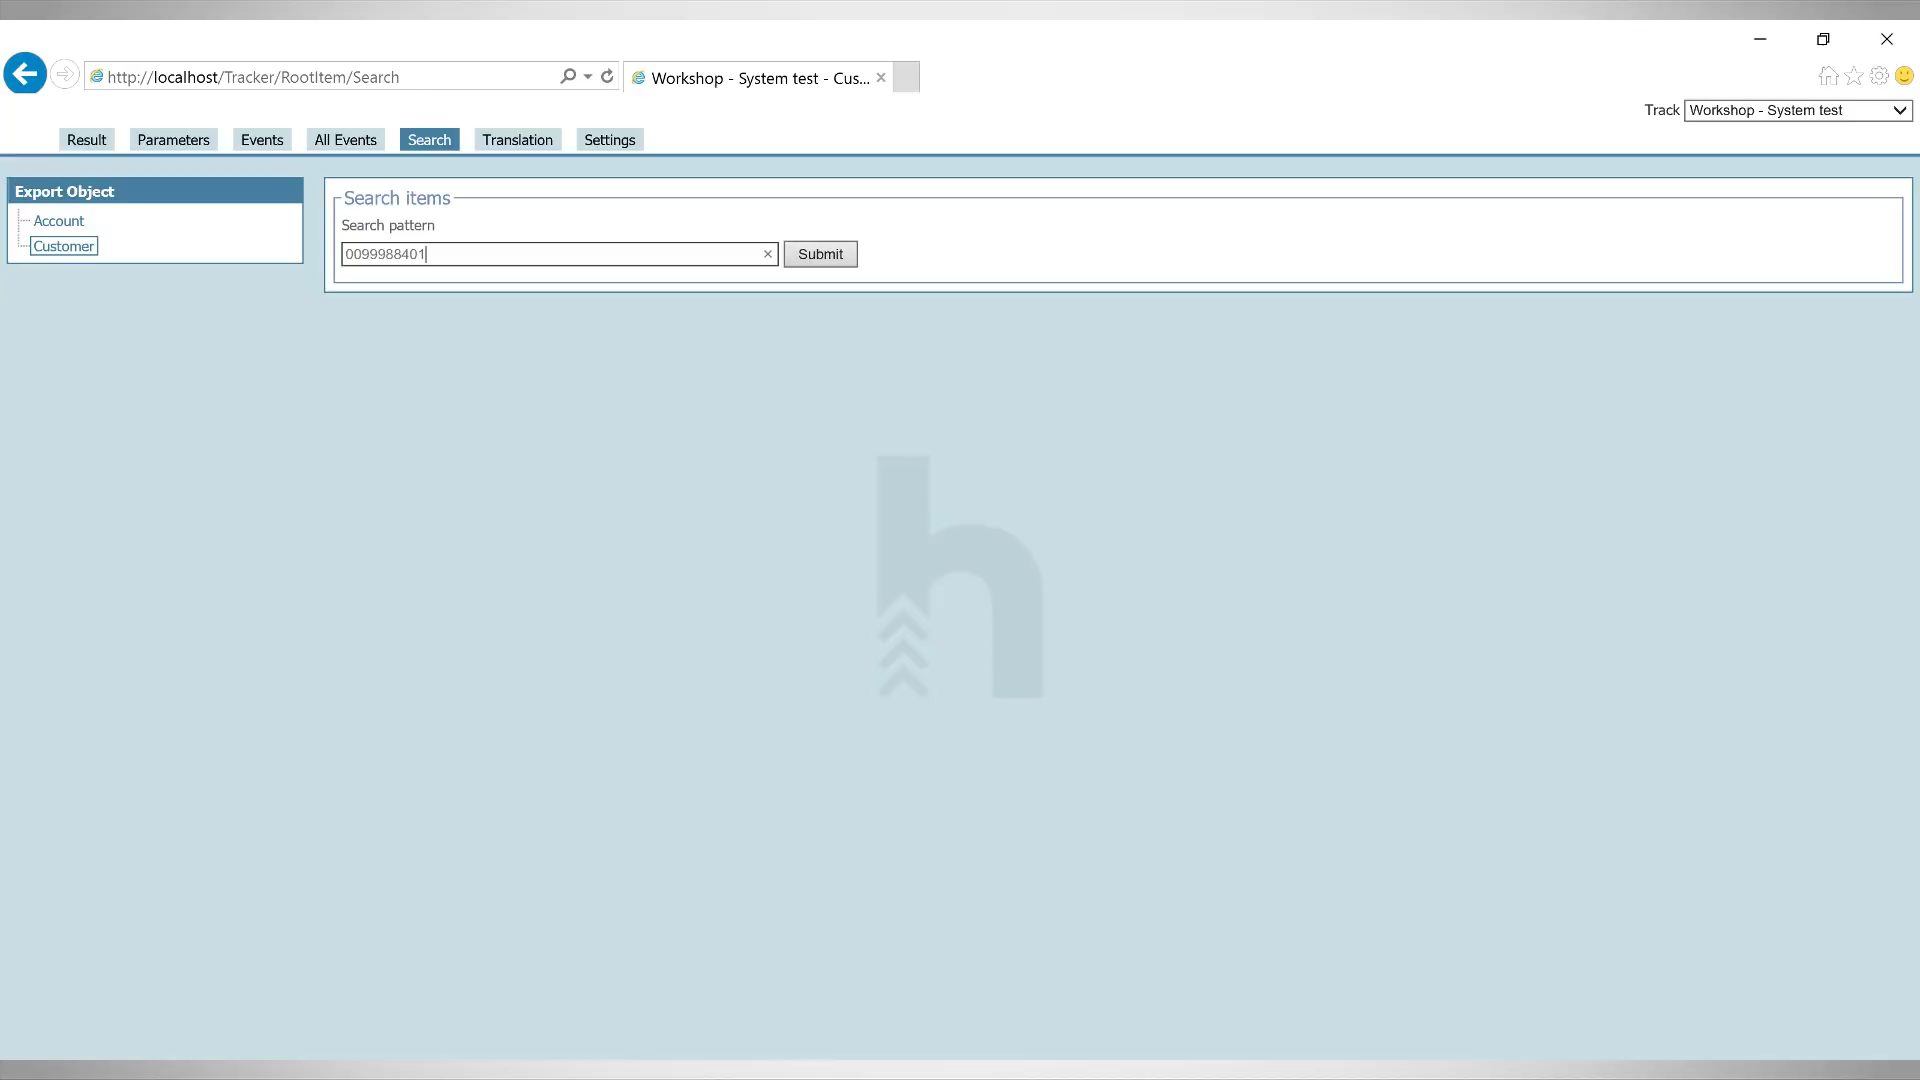 http://localhost/Tracker/RootItem/Search
Workshop - System test - Cus...
Track Workshop - System test
Result Parameters Events All Events Search Translation Settings
Export Object
Account
Customer
Search items
Search pattern
0099988401 Submit
h